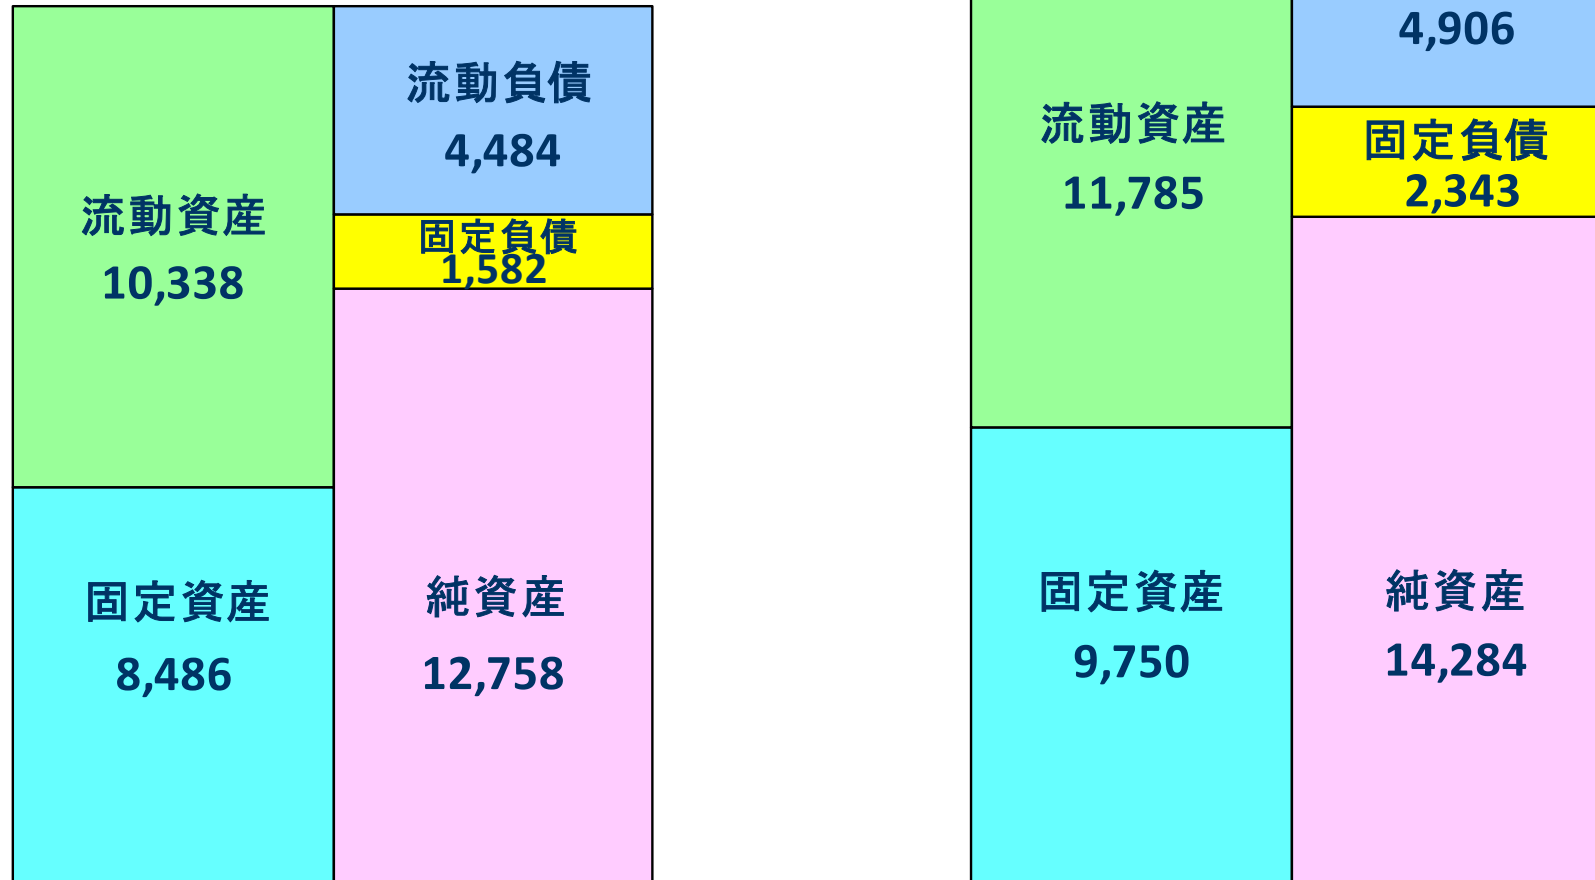 流動資産
10,338
固定資産
8,486
流動負債
4,484
固定負債
1,582
純資産
12,758
流動資産
11,785
固定資産
9,750
4,906
固定負債
2,343
純資産
14,284